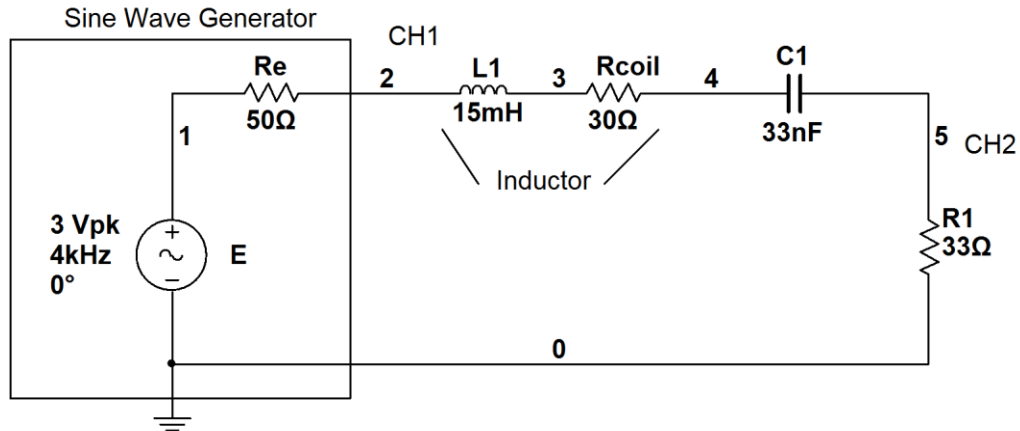 Sine Wave Generator
CH1
Re
50Ω
1
2
L1
15mH
3
Rcoil
30Ω
4
C1
33nF
Inductor
5
CH2
3 Vpk
4kHz
0°
+
E
R1
33Ω
0